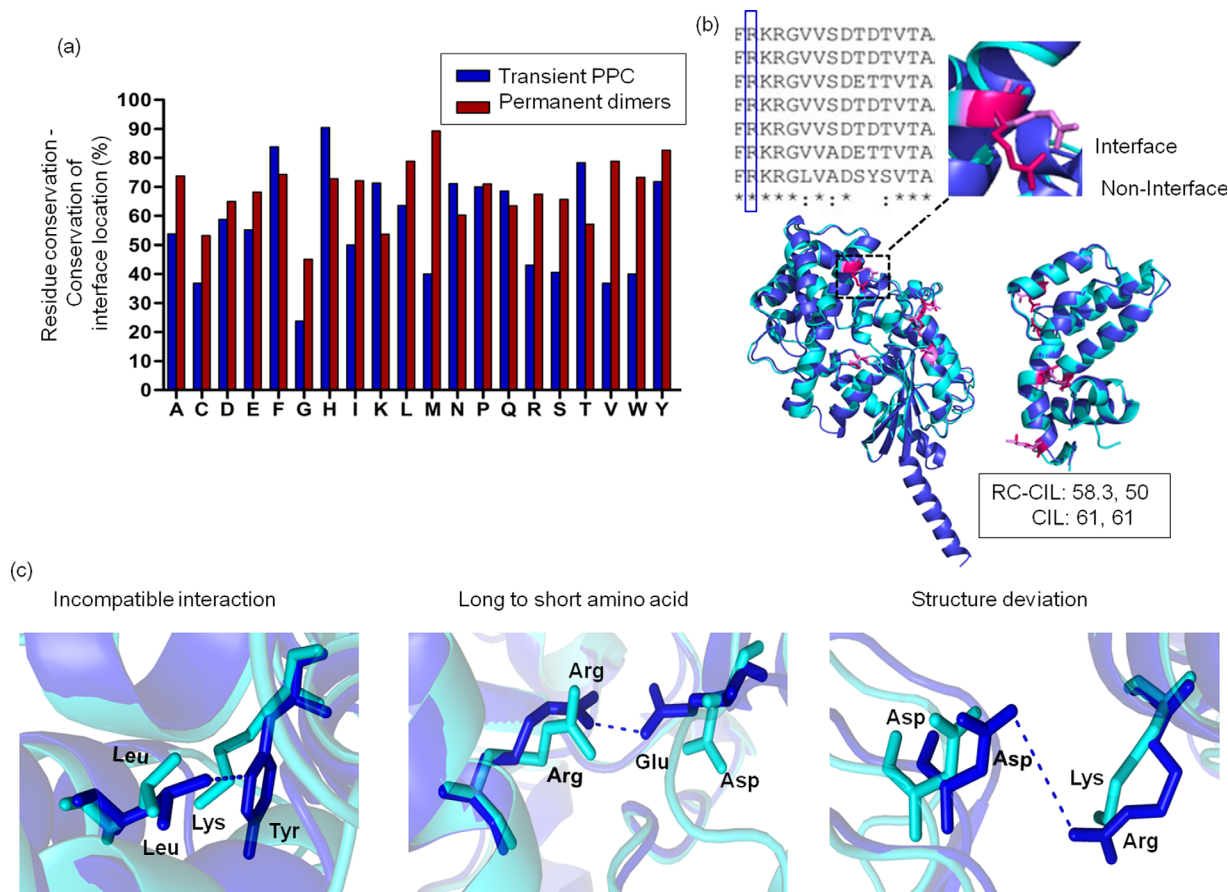 (a)
Transient PPC
Permanent dimers
Residue conservation -
Conservation of
interface location (%)
100
90
80
70
60
50
40
30
20
10
0
A C D E F G H I K L M N P Q R S T V W Y
(b)
FRKRGVVSDTDTVTA
FRKRGVVSDTDTVTA
FRKRGVVSDETTVTA
FRKRGVVSDTDTVTA
FRKRGVVSDTDTVTA
FRKRGVVADETTVTA
FRKRGLVADSYSVTA
*****:*:* :***
Interface
Non-Interface
RC-CIL: 58.3, 50
CIL: 61, 61
(c)
Incompatible interaction
Leu
Lys
Leu
Tyr
Long to short amino acid
Arg
Arg
Glu
Asp
Structure deviation
Asp
Asp
Lys
Arg